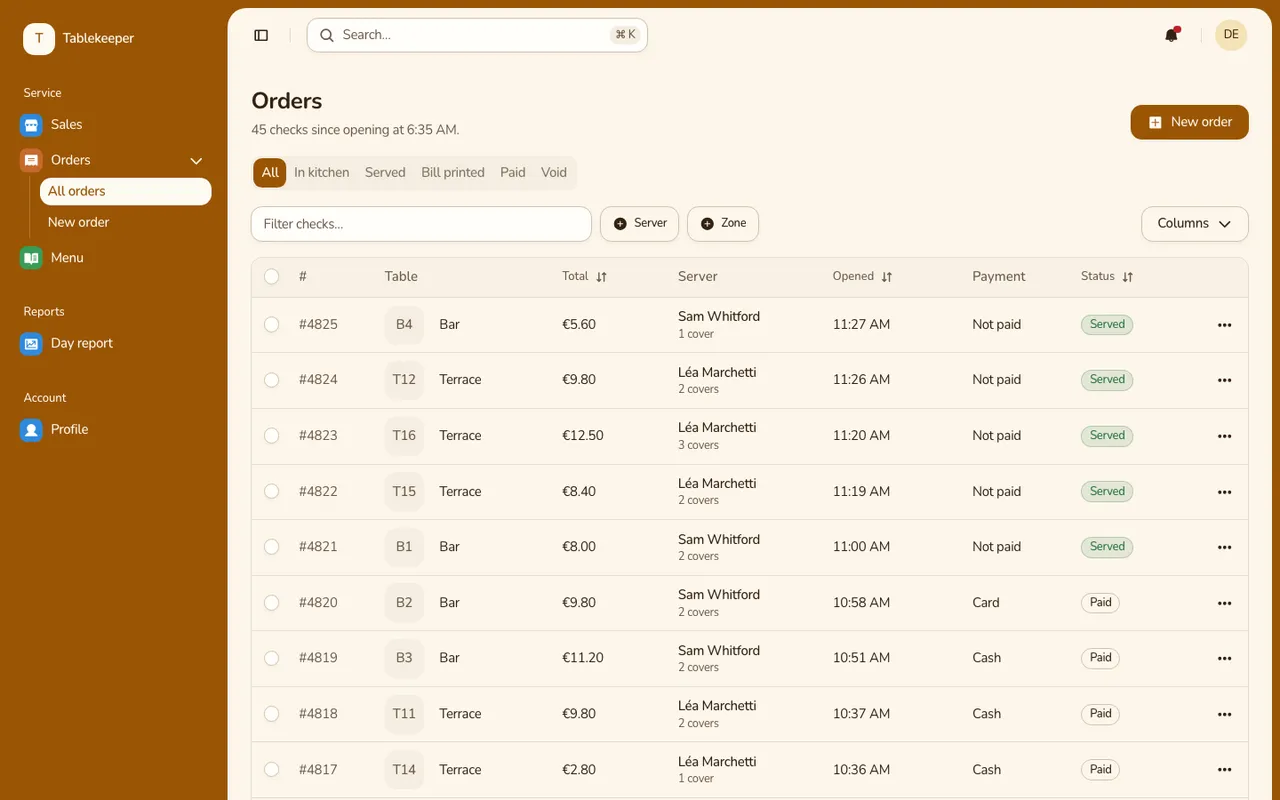 T Tablekeeper
Service
Sales
Orders
All orders
New order
Menu
Reports
Day report
Account
Profile
Search... ⌘ K
DE
Orders
45 checks since opening at 6:35 AM.
New order
All In kitchen Served Bill printed Paid Void
Filter checks... Server Zone Columns
# Table Total Server Opened Payment Status
#4825 B4 Bar €5.60 Sam Whitford 11:27 AM Not paid Served
1 cover
#4824 T12 Terrace €9.80 Léa Marchetti 11:26 AM Not paid Served
2 covers
#4823 T16 Terrace €12.50 Léa Marchetti 11:20 AM Not paid Served
3 covers
#4822 T15 Terrace €8.40 Léa Marchetti 11:19 AM Not paid Served
2 covers
#4821 B1 Bar €8.00 Sam Whitford 11:00 AM Not paid Served
2 covers
#4820 B2 Bar €9.80 Sam Whitford 10:58 AM Card Paid
2 covers
#4819 B3 Bar €11.20 Sam Whitford 10:51 AM Cash Paid
2 covers
#4818 T11 Terrace €9.80 Léa Marchetti 10:37 AM Cash Paid
2 covers
#4817 T14 Terrace €2.80 Léa Marchetti 10:36 AM Cash Paid
1 cover